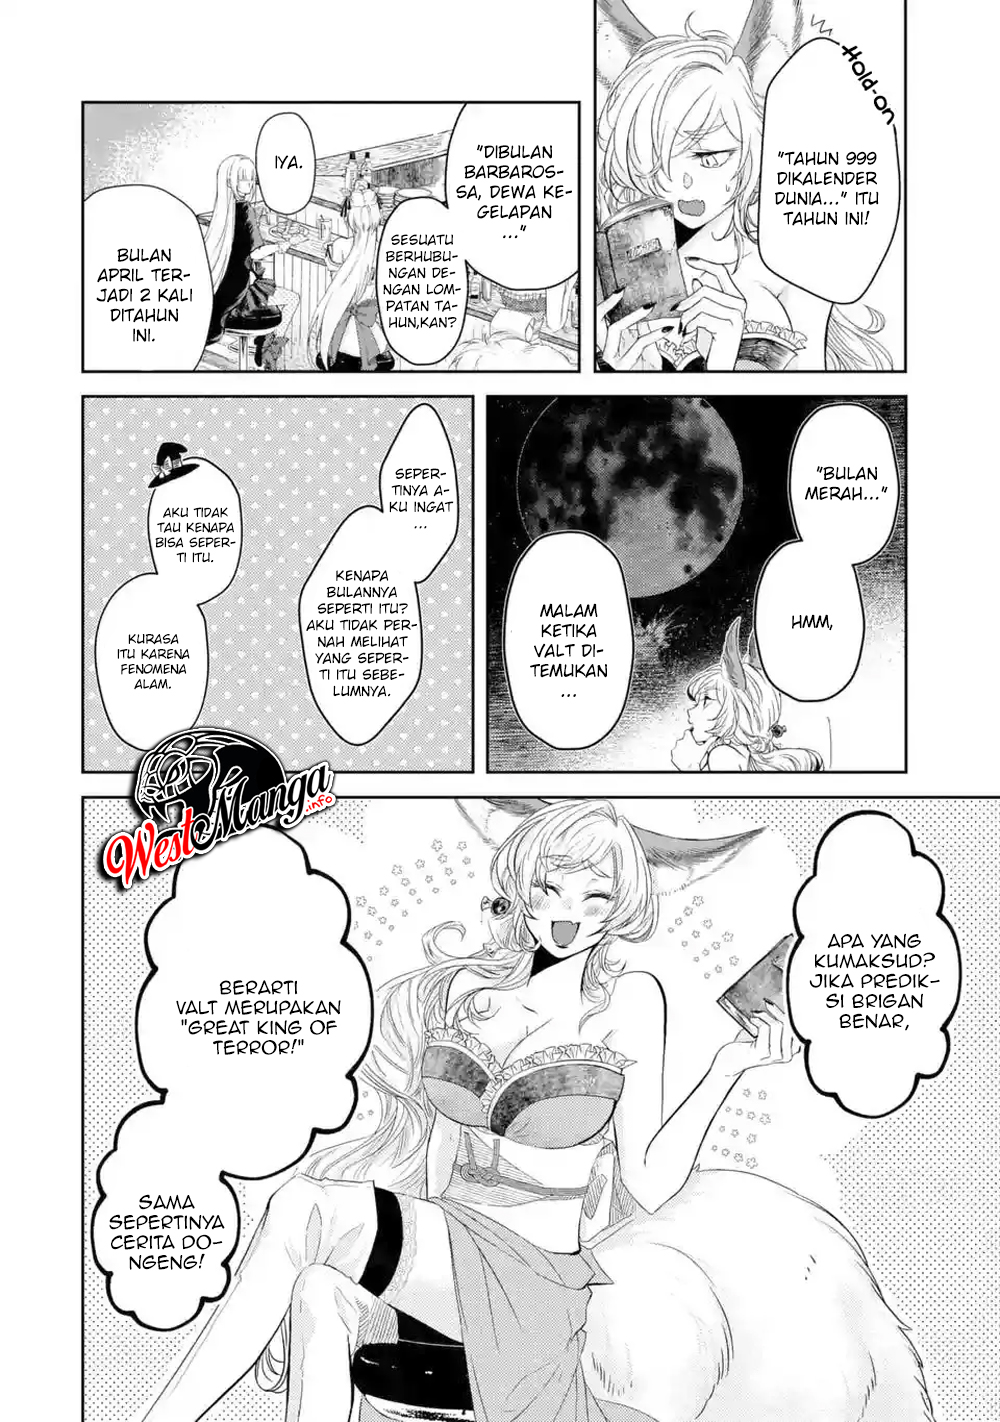 Hold-on
"TAHUN 999
DIKALENDER
DUNIA..." ITU
TAHUN INI!
"DIBULAN
BARBAROS-
SA, DEWA KE-
GELAPAN
..."
SESUATU
BERHUBU-
NGAN DE-
NGAN LOM-
PATAN TA-
HUN,KAN?
IYA.
BULAN
APRIL TER-
JADI 2 KALI
DITAHUN
INI.
"BULAN
MERAH..."
HMM,
MALAM
KETIKA
VALT DI-
TEMUKAN
...
SEPER-
TINYA A-
KU INGAT
...
KENAPA
BULANNYA
SEPERTI ITU?
AKU TIDAK PER-
NAH MELIHAT
YANG SEPER-
TI ITU SEBE-
LUMNYA.
AKU TIDAK
TAU KENAPA
BISA SEPER-
TI ITU.
KURASA
ITU KARENA
FENOMENA
ALAM.
WestManga
.info
APA YANG
KUMAKSUD?
JIKA PREDIK-
SI BRIGAN
BENAR,
BERARTI
VALT MERUPAKAN
"GREAT KING OF
TERROR!"
SAMA
SEPERTINYA
CERITA DO-
NGENG!